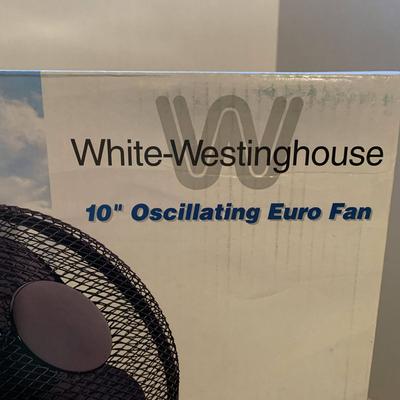 White-Westinghouse
10" Oscillating Euro Fan